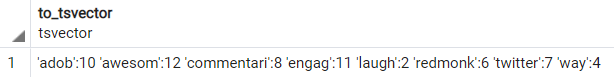 to_tsvector
tsvector
1 'adob':10 'awesom':12 'commentari':8 'engag':11 'laugh':2 'redmonk':6 'twitter':7 'way':4